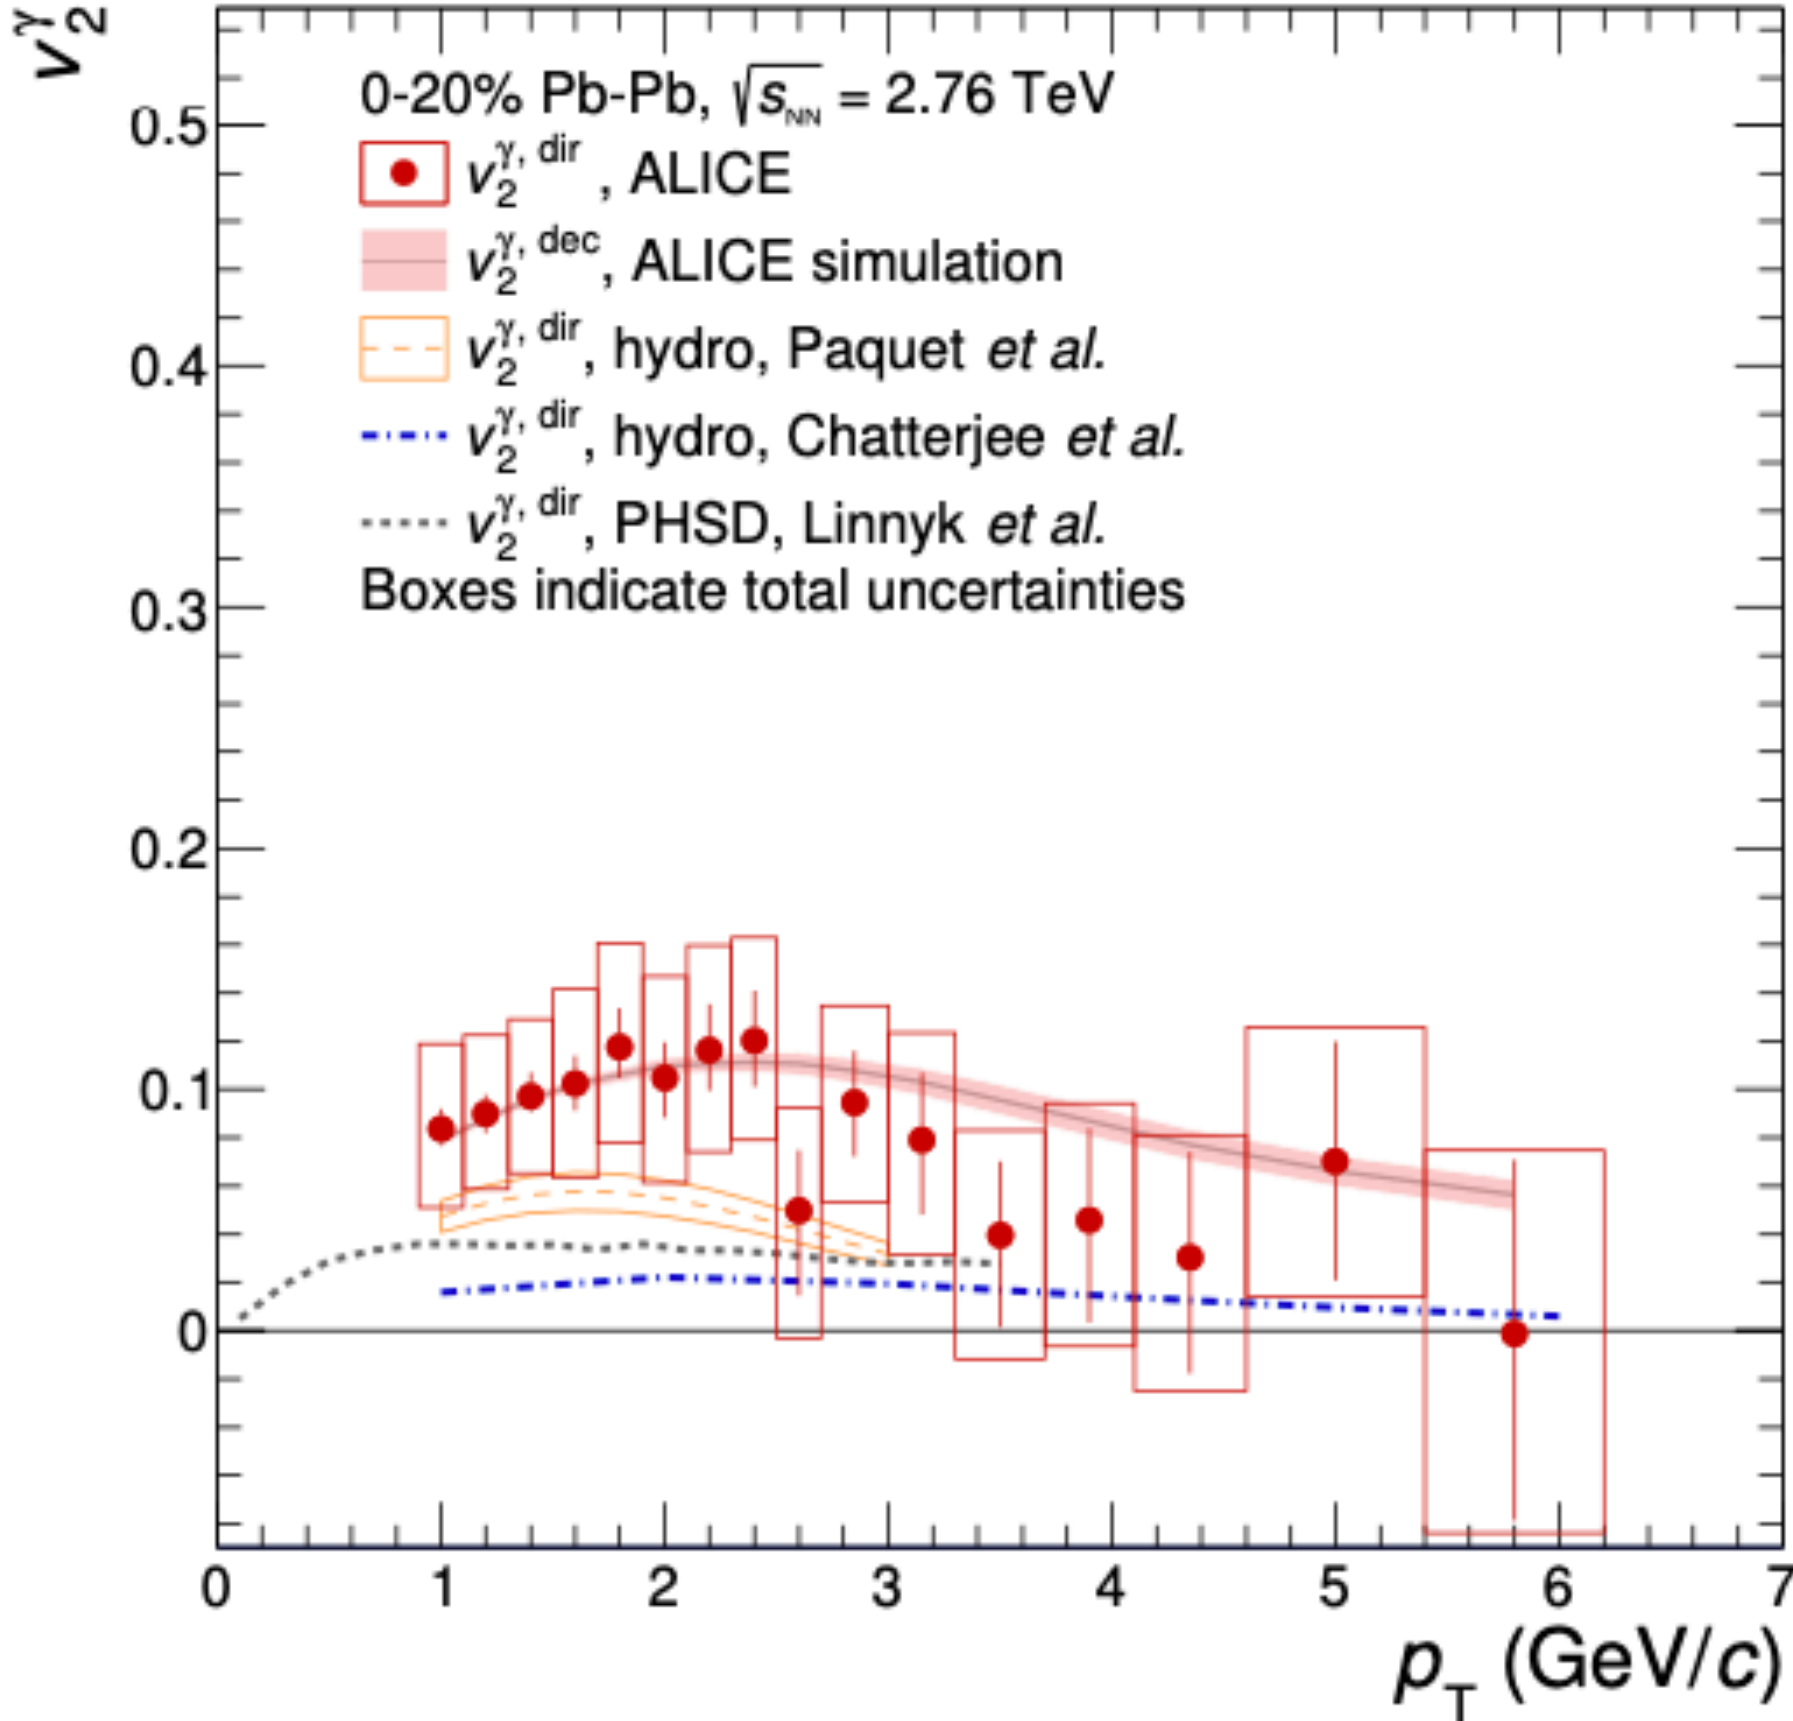 v₂^γ
0-20% Pb-Pb, √s_NN = 2.76 TeV
v₂^γ, dir , ALICE
v₂^γ, dec, ALICE simulation
v₂^γ, dir, hydro, Paquet et al.
v₂^γ, dir, hydro, Chatterjee et al.
v₂^γ, dir, PHSD, Linnyk et al.
Boxes indicate total uncertainties
0.5
0.4
0.3
0.2
0.1
0
0 1 2 3 4 5 6 7
p_T (GeV/c)